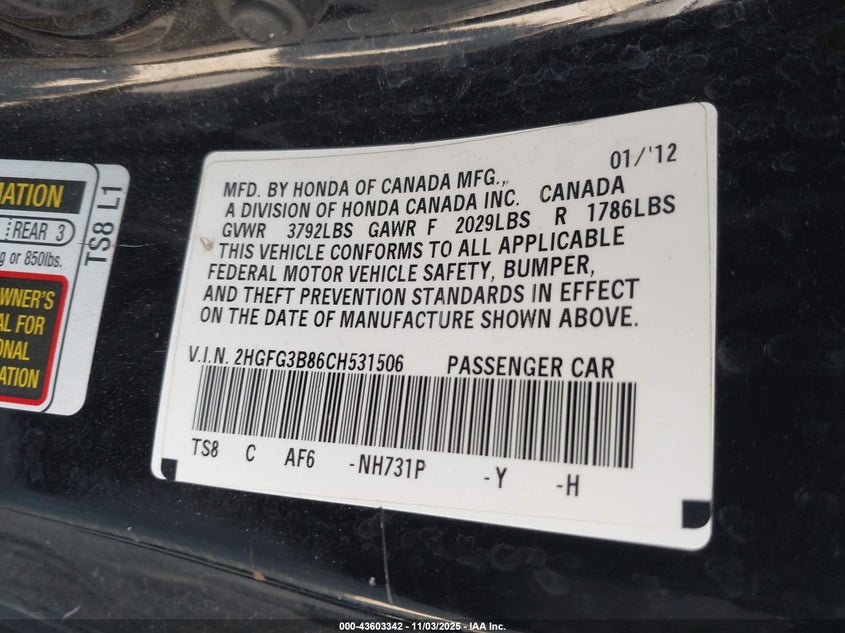 MATION
REAR 3
g or 850lbs.
TS8 L1
WNER'S
AL FOR
ONAL
ATION
01/'12
MFD. BY HONDA OF CANADA MFG.,
A DIVISION OF HONDA CANADA INC. CANADA
GVWR 3792LBS GAWR F 2029LBS R 1786LBS
THIS VEHICLE CONFORMS TO ALL APPLICABLE
FEDERAL MOTOR VEHICLE SAFETY, BUMPER,
AND THEFT PREVENTION STANDARDS IN EFFECT
ON THE DATE OF MANUFACTURE SHOWN ABOVE.
V.I.N. 2HGFG3B86CH531506 PASSENGER CAR
TS8 C AF6 -NH731P -Y -H
000-43603342 — 11/03/2025 — IAA Inc.